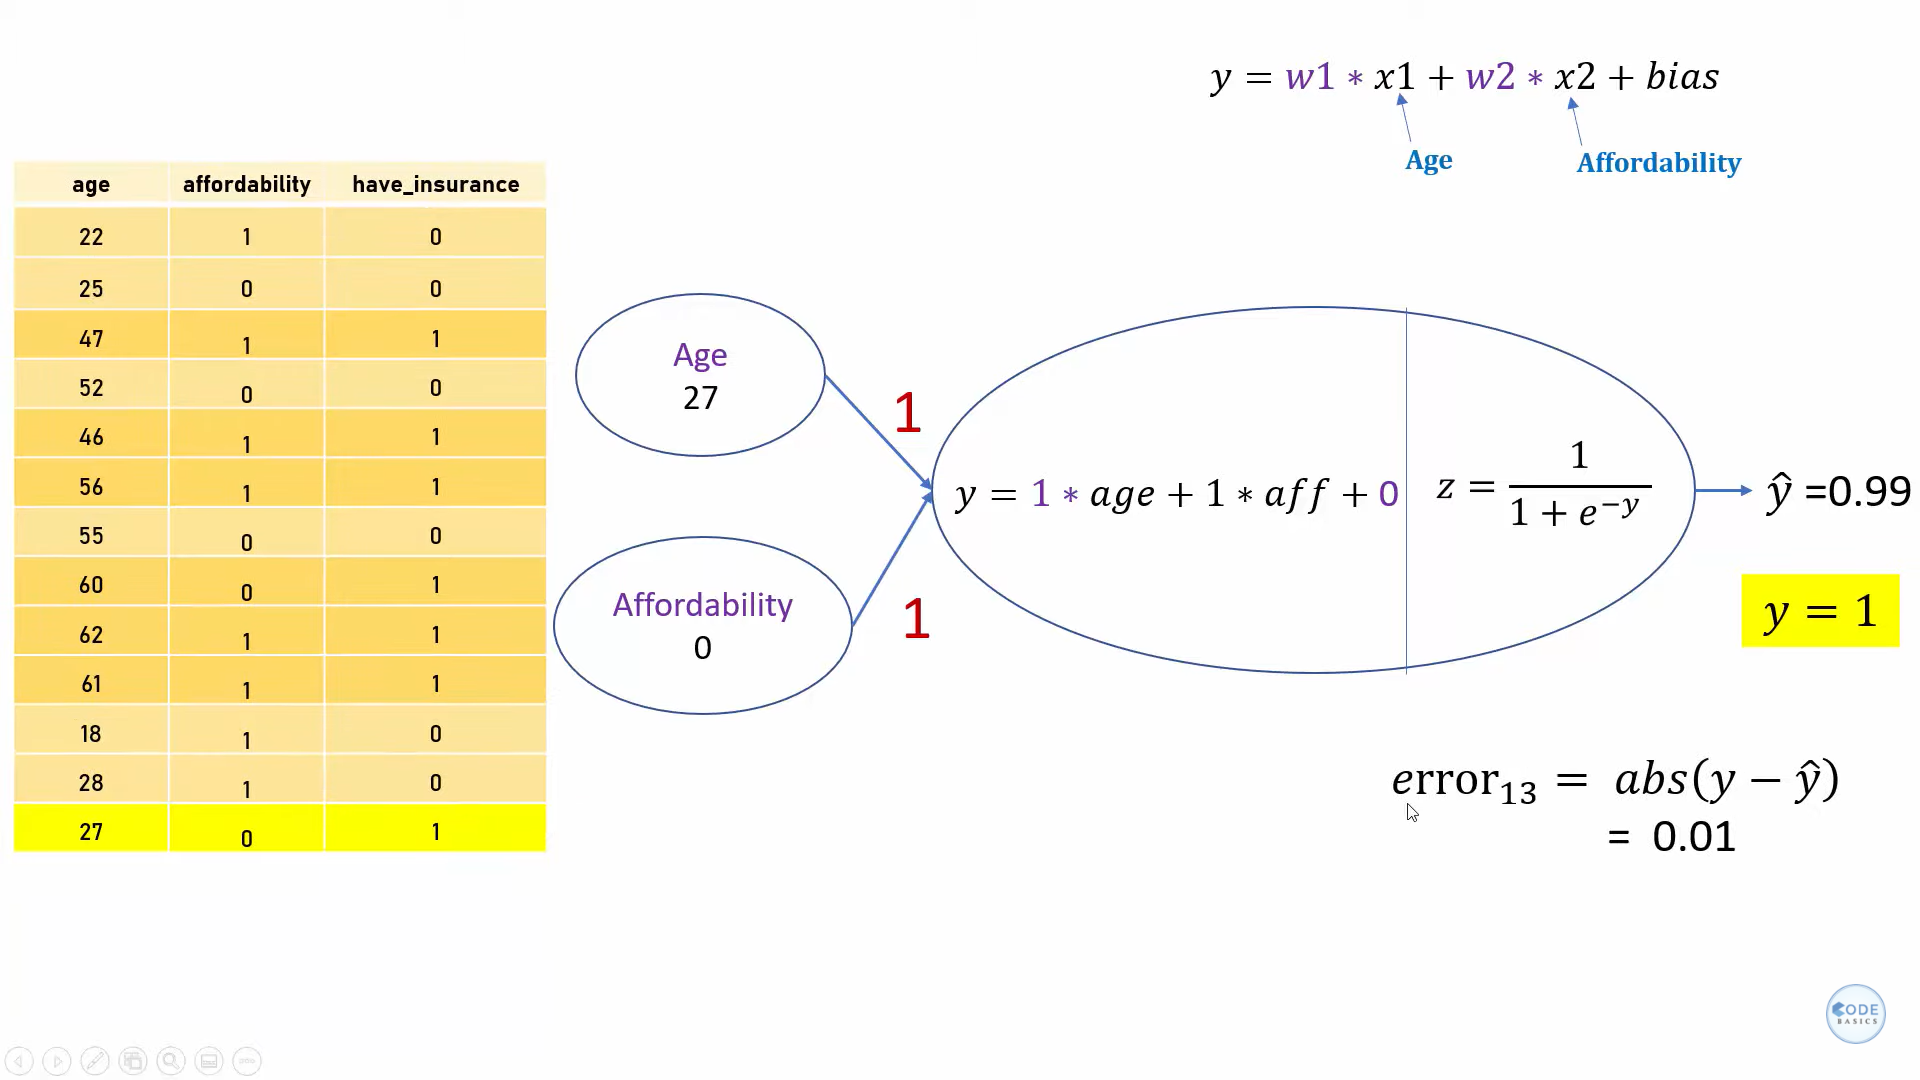 y = w1 * x1 + w2 * x2 + bias
Age
Affordability
age affordability have_insurance
22 1 0
25 0 0
47 1 1
52 0 0
46 1 1
56 1 1
55 0 0
60 0 1
62 1 1
61 1 1
18 1 0
28 1 0
27 0 1
Age
27
1
Affordability
0
1
y = 1 * age + 1 * aff + 0
z = 1 / (1 + e^−y)
ŷ =0.99
y = 1
error₁₃ = abs(y − ŷ)
= 0.01
CODE
BASICS